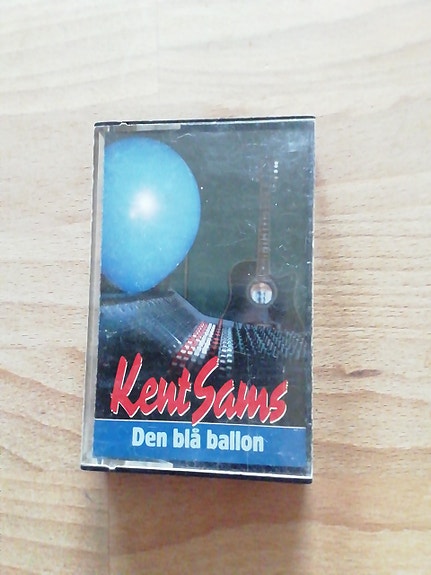 Kent Sams
Den blå ballon